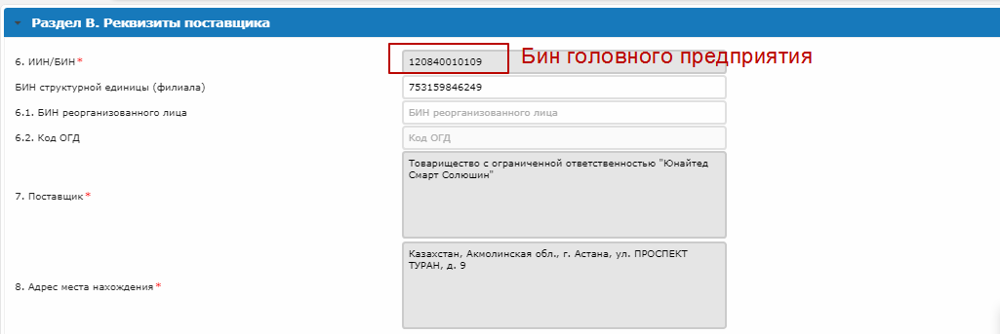 Раздел B. Реквизиты поставщика
6. ИИН/БИН*
120840010109
Бин головного предприятия
БИН структурной единицы (филиала)
753159846249
6.1. БИН реорганизованного лица
БИН реорганизованного лица
6.2. Код ОГД
Код ОГД
7. Поставщик*
Товарищество с ограниченной ответственностью "Юнайтед
Смарт Солюшин"
8. Адрес места нахождения*
Казахстан, Акмолинская обл., г. Астана, ул. ПРОСПЕКТ
ТУРАН, д. 9